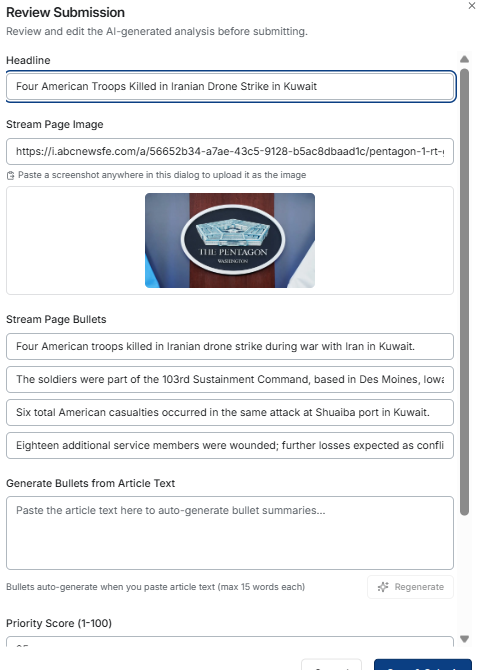 Review Submission
Review and edit the AI-generated analysis before submitting.
Headline
Four American Troops Killed in Iranian Drone Strike in Kuwait
Stream Page Image
https://i.abcnewsfe.com/a/56652b34-a7ae-43c5-9128-b5ac8dbaad1c/pentagon-1-rt-
Paste a screenshot anywhere in this dialog to upload it as the image
THE PENTAGON
WASHINGTON
Stream Page Bullets
Four American troops killed in Iranian drone strike during war with Iran in Kuwait.
The soldiers were part of the 103rd Sustainment Command, based in Des Moines, Iowa
Six total American casualties occurred in the same attack at Shuaiba port in Kuwait.
Eighteen additional service members were wounded; further losses expected as confli
Generate Bullets from Article Text
Paste the article text here to auto-generate bullet summaries...
Bullets auto-generate when you paste article text (max 15 words each)
Regenerate
Priority Score (1-100)